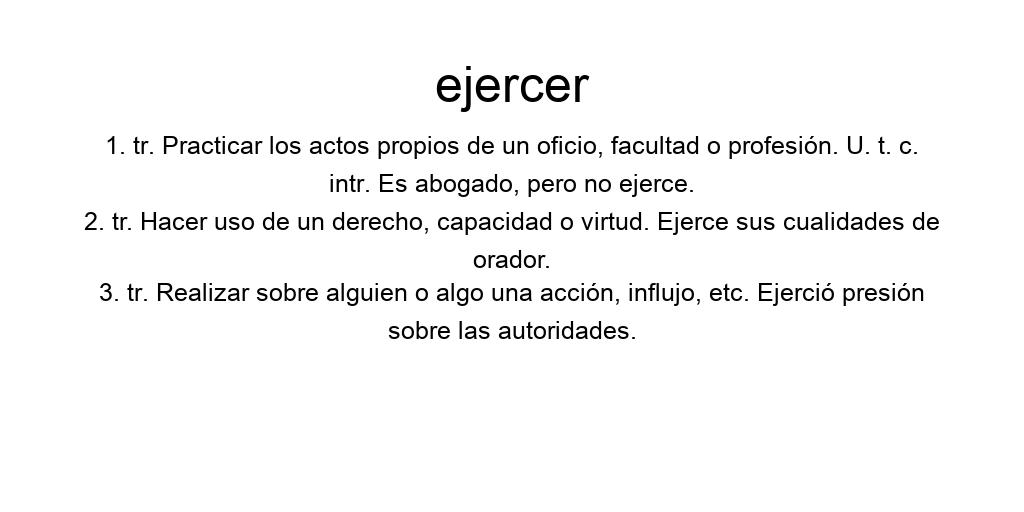 ejercer
1. tr. Practicar los actos propios de un oficio, facultad o profesión. U. t. c.
intr. Es abogado, pero no ejerce.
2. tr. Hacer uso de un derecho, capacidad o virtud. Ejerce sus cualidades de
orador.
3. tr. Realizar sobre alguien o algo una acción, influjo, etc. Ejerció presión
sobre las autoridades.